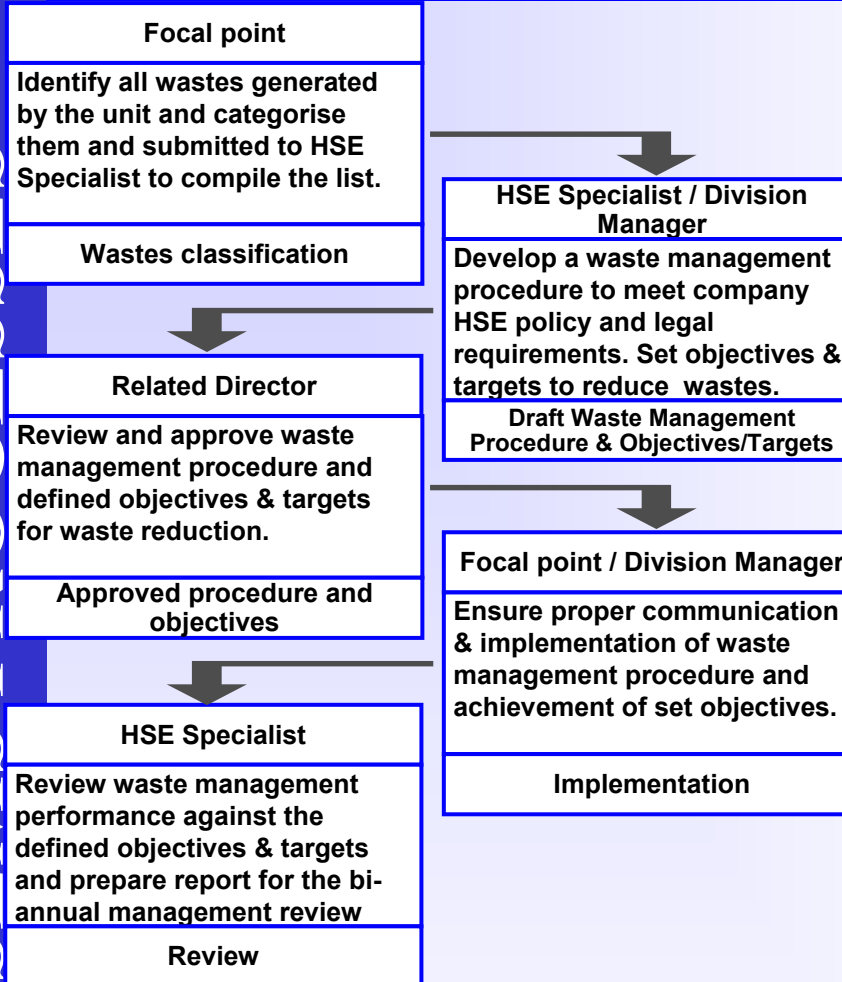 Focal point
Identify all wastes generated
by the unit and categorise
them and submitted to HSE
Specialist to compile the list.
Wastes classification
HSE Specialist / Division
Manager
Develop a waste management
procedure to meet company
HSE policy and legal
requirements. Set objectives &
targets to reduce wastes.
Draft Waste Management
Procedure & Objectives/Targets
Related Director
Review and approve waste
management procedure and
defined objectives & targets
for waste reduction.
Approved procedure and
objectives
Focal point / Division Manager
Ensure proper communication
& implementation of waste
management procedure and
achievement of set objectives.
Implementation
HSE Specialist
Review waste management
performance against the
defined objectives & targets
and prepare report for the bi-
annual management review
Review